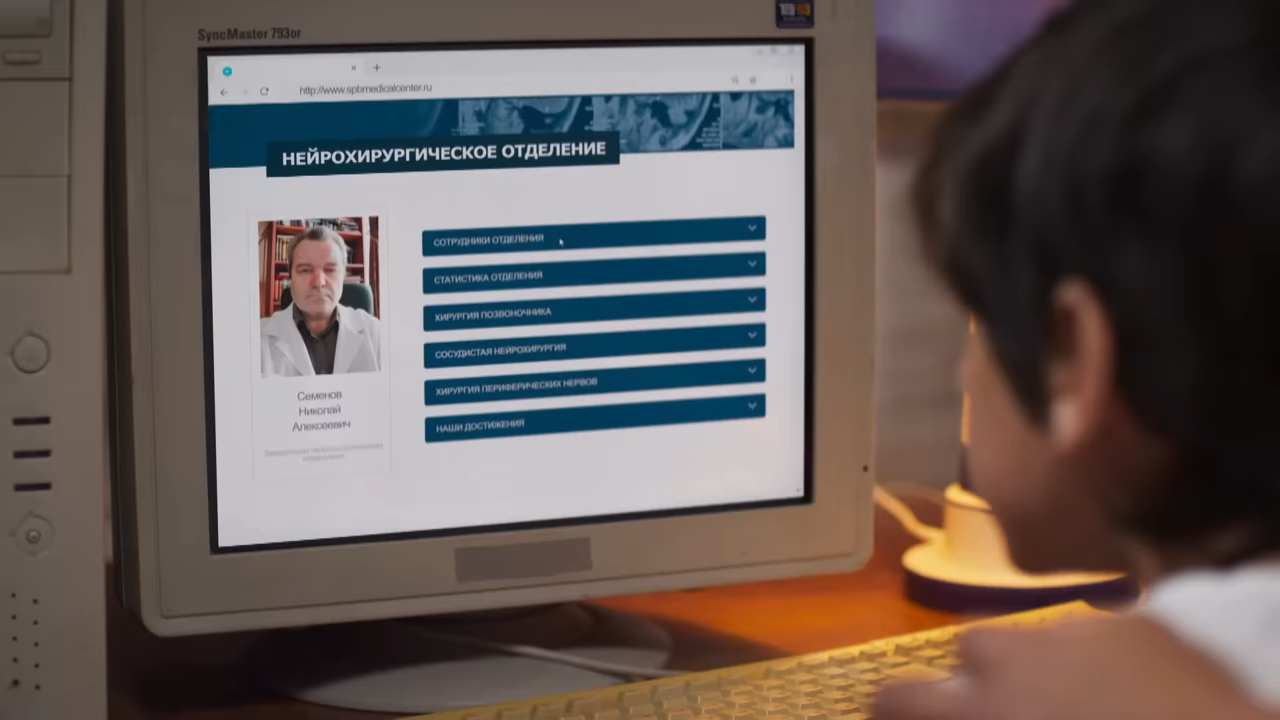 SyncMaster 793DF
http://www.spbmedicalcenter.ru
НЕЙРОХИРУРГИЧЕСКОЕ ОТДЕЛЕНИЕ
СОТРУДНИКИ ОТДЕЛЕНИЯ
СТАТИСТИКА ОТДЕЛЕНИЯ
ХИРУРГИЯ ПОЗВОНОЧНИКА
СОСУДИСТАЯ НЕЙРОХИРУРГИЯ
ХИРУРГИЯ ПЕРИФЕРИЧЕСКИХ НЕРВОВ
НАШИ ДОСТИЖЕНИЯ
Семенов
Николай
Алексеевич